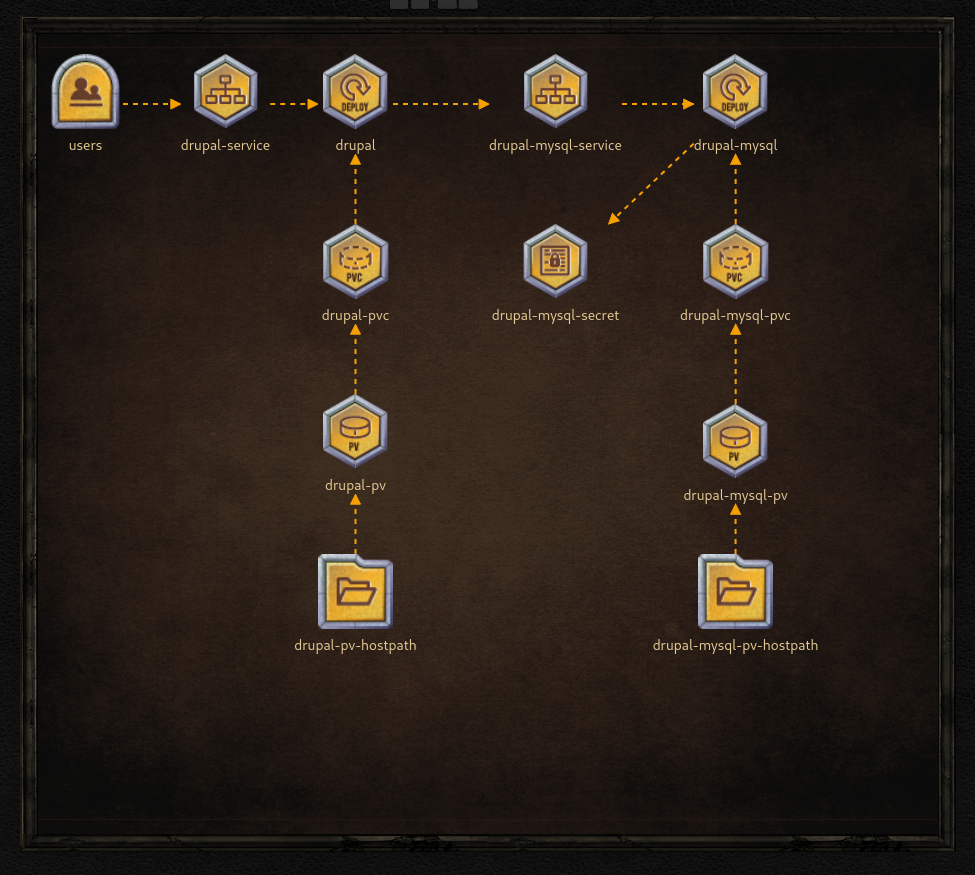 DEPLOY
DEPLOY
users
drupal-service
drupal
drupal-mysql-service
drupal-mysql
PVC
PVC
drupal-pvc
drupal-mysql-secret
drupal-mysql-pvc
PV
PV
drupal-pv
drupal-mysql-pv
drupal-pv-hostpath
drupal-mysql-pv-hostpath